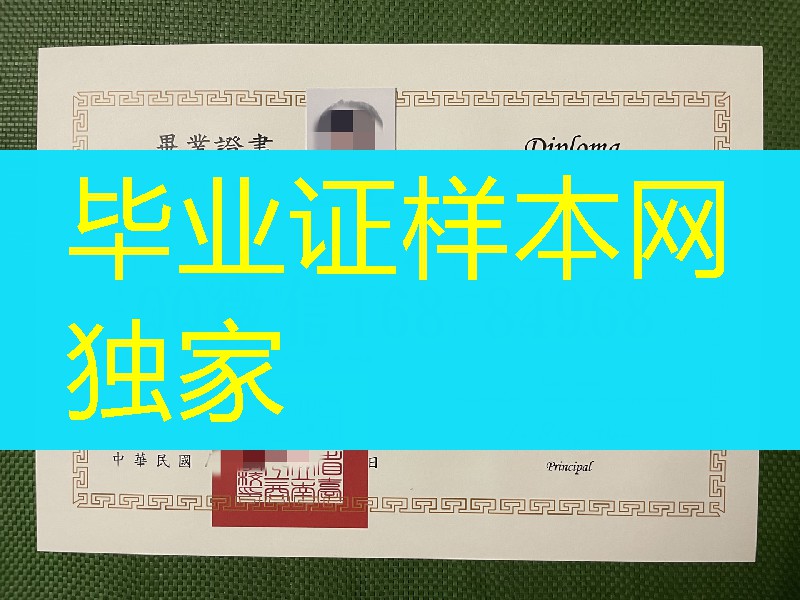 畢業證書
Diploma
毕业证样本网
独家
中華民國
日
Principal